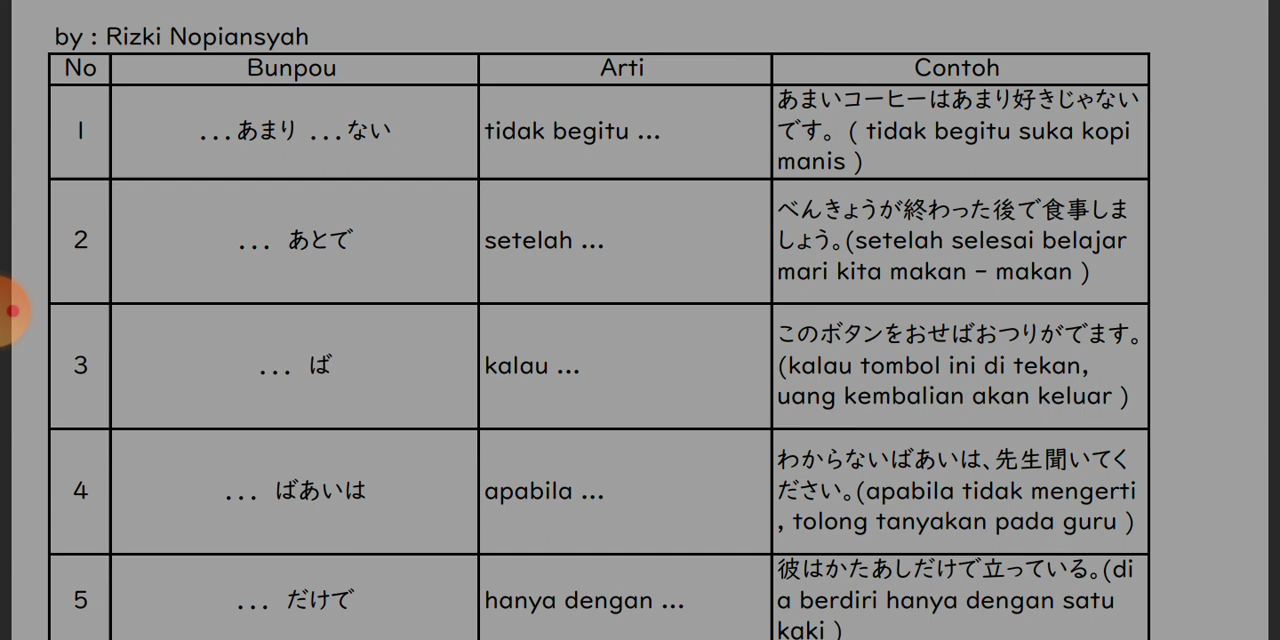 by : Rizki Nopiansyah
No Bunpou Arti Contoh
1 ...あまり ...ない tidak begitu ... あまいコーヒーはあまり好きじゃない
です。 ( tidak begitu suka kopi
manis )
2 ... あとで setelah ... べんきょうが終わった後で食事しま
しょう。(setelah selesai belajar
mari kita makan - makan )
3 ... ば kalau ... このボタンをおせばおつりがでます。
(kalau tombol ini di tekan,
uang kembalian akan keluar )
4 ... ばあいは apabila ... わからないばあいは、先生聞いてく
ださい。(apabila tidak mengerti
, tolong tanyakan pada guru )
5 ... だけで hanya dengan ... 彼はかたあしだけで立っている。(di
a berdiri hanya dengan satu
kaki )